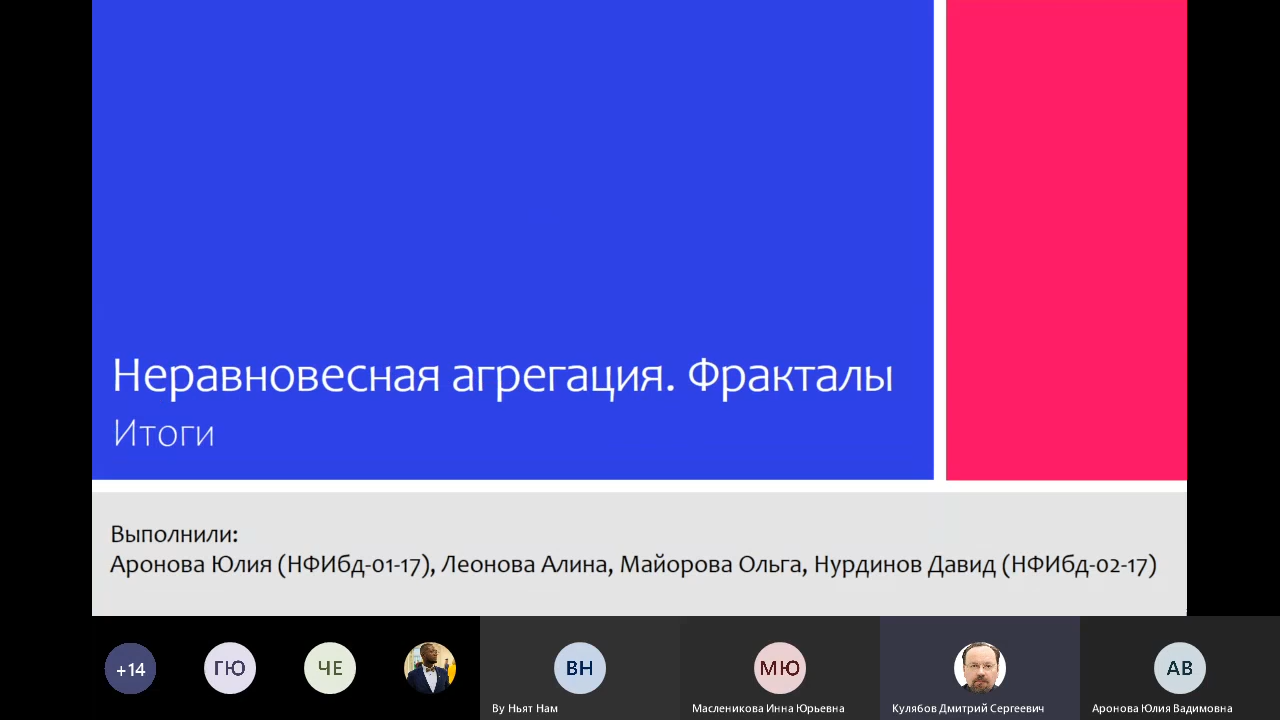 Неравновесная агрегация. Фракталы
Итоги
Выполнили:
Аронова Юлия (НФИбд-01-17), Леонова Алина, Майорова Ольга, Нурдинов Давид (НФИбд-02-17)
+14
ГЮ
ЧЕ
ВН
МЮ
АВ
Ву Ньят Нам
Масленикова Инна Юрьевна
Кулябов Дмитрий Сергеевич
Аронова Юлия Вадимовна